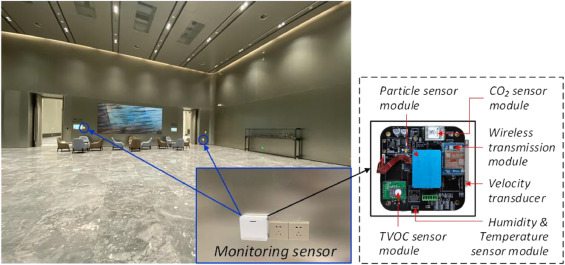 Particle sensor
module
CO₂ sensor
module
Wireless
transmission
module
Velocity
transducer
Humidity &
Temperature
sensor module
TVOC sensor
module
Monitoring sensor